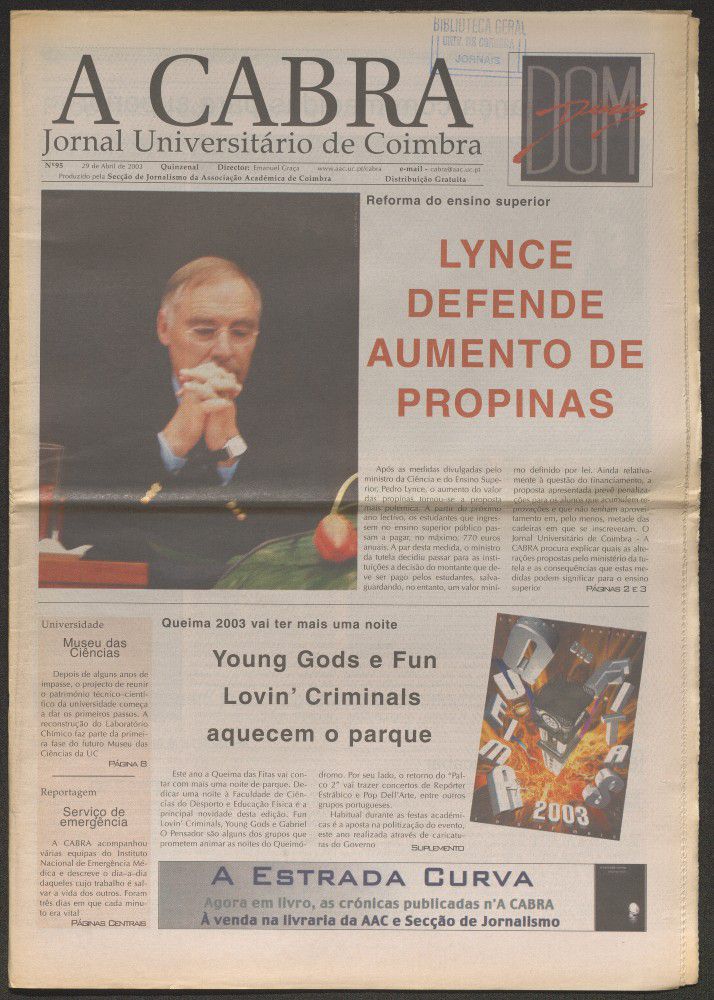 BIBLIOTECA GERAL
JORNAIS
A CABRA
Jornal Universitário de Coimbra
DOM
Nº95 29 de Abril de 2003 Quinzenal Director: Emanuel Graça www.aac.uc.pt/cabra e-mail - cabra@aac.uc.pt
Produzido pela Secção de Jornalismo da Associação Académica de Coimbra Distribuição Gratuita
Reforma do ensino superior
LYNCE
DEFENDE
AUMENTO DE
PROPINAS
Após as medidas divulgadas pelo
ministro da Ciência e do Ensino Supe-
rior, Pedro Lynce, o aumento do valor
das propinas tornou-se a proposta
mais polémica. A partir do próximo
ano lectivo, os estudantes que ingres-
sem no ensino superior público pas-
sam a pagar, no máximo, 770 euros
anuais. A par desta medida, o ministro
da tutela decidiu passar para as insti-
tuições a decisão do montante que de-
ve ser pago pelos estudantes, salva-
guardando, no entanto, um valor míni-
mo definido por lei. Ainda relativa-
mente à questão do financiamento, a
proposta apresentada prevê penaliza-
ções para os alunos que acumulem re-
provações e que não tenham aprovei-
tamento em, pelo menos, metade das
cadeiras em que se inscreveram. O
Jornal Universitário de Coimbra - A
CABRA procura explicar quais as alte-
rações propostas pelo ministério da tu-
tela e as consequências que estas me-
didas podem significar para o ensino
superior PÁGINAS 2 E 3
Universidade
Museu das
Ciências
Depois de alguns anos de
impasse, o projecto de reunir
o património técnico-cientí-
fico da universidade começa
a dar os primeiros passos. A
reconstrução do Laboratório
Chimico faz parte da primei-
ra fase do futuro Museu das
Ciências da UC
PÁGINA 8
Reportagem
Serviço de
emergência
A CABRA acompanhou
várias equipas do Instituto
Nacional de Emergência Mé-
dica e descreve o dia-a-dia
daqueles cujo trabalho é sal-
var a vida dos outros. Foram
três dias em que cada minu-
to era vital
PÁGINAS CENTRAIS
Queima 2003 vai ter mais uma noite
Young Gods e Fun
Lovin' Criminals
aquecem o parque
Este ano a Queima das Fitas vai con-
tar com mais uma noite de parque. De-
dicar uma noite à Faculdade de Ciên-
cias do Desporto e Educação Física é a
principal novidade desta edição. Fun
Lovin' Criminals, Young Gods e Gabriel
O Pensador são alguns dos grupos que
prometem animar as noites do Queimó-
dromo. Por seu lado, o retorno do "Pal-
co 2" vai trazer concertos de Repórter
Estrábico e Pop Dell'Arte, entre outros
grupos portugueses.
Habitual durante as festas académi-
cas é a aposta na politização do evento,
este ano realizada através de caricatu-
ras do Governo
SUPLEMENTO
QUEIMA
DAS
FITAS
2003
A ESTRADA CURVA
Agora em livro, as crónicas publicadas n'A CABRA
À venda na livraria da AAC e Secção de Jornalismo